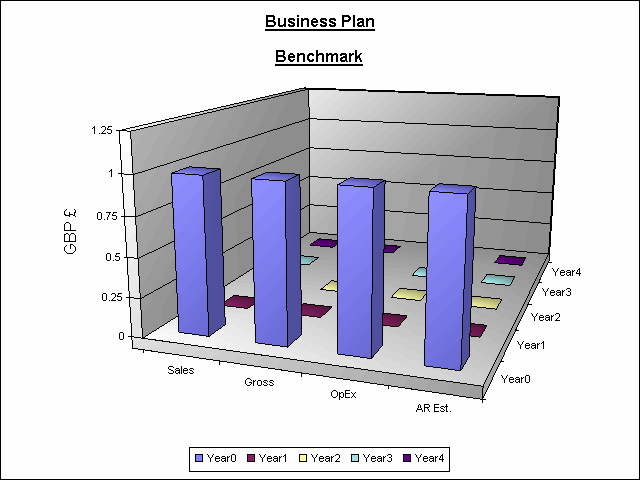 Business Plan
Benchmark
GBP £
1.25
1
0.75
0.5
0.25
0
Sales
Gross
OpEx
AR Est.
Year4
Year3
Year2
Year1
Year0
Year0 Year1 Year2 Year3 Year4